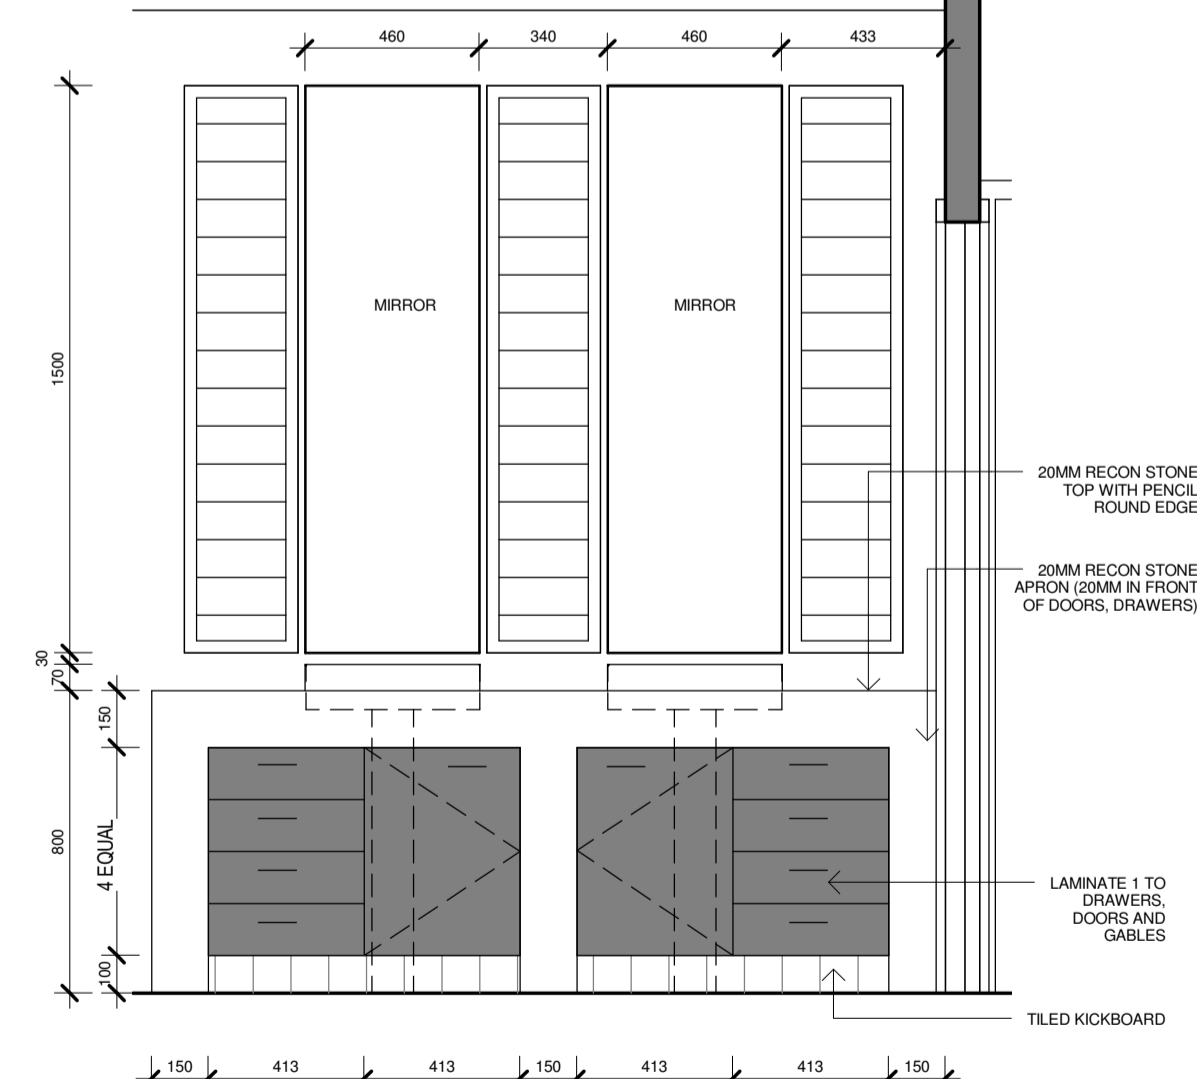 460
340
460
433
MIRROR
MIRROR
1500
20MM RECON STONE
TOP WITH PENCIL
ROUND EDGE
20MM RECON STONE
APRON (20MM IN FRONT
OF DOORS, DRAWERS)
30
70
150
800
4 EQUAL
100
LAMINATE 1 TO
DRAWERS,
DOORS AND
GABLES
TILED KICKBOARD
150
413
413
150
413
413
150